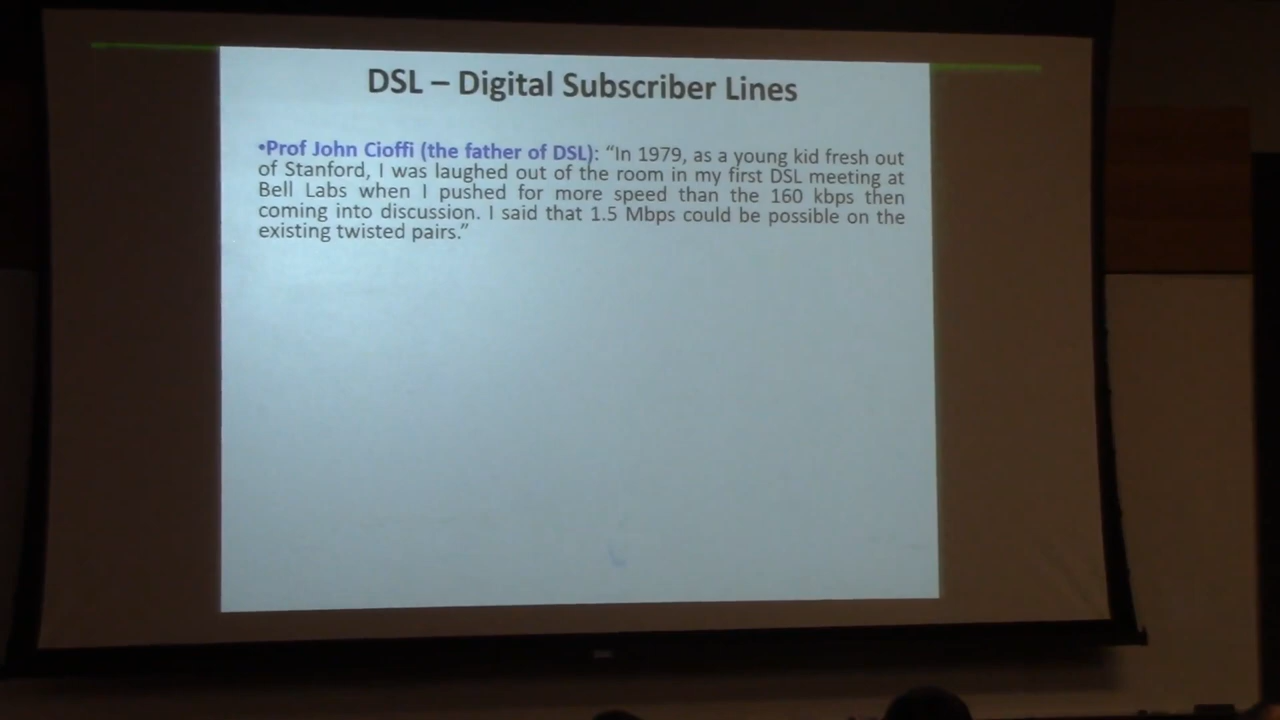 DSL – Digital Subscriber Lines
•Prof John Cioffi (the father of DSL): “In 1979, as a young kid fresh out
of Stanford, I was laughed out of the room in my first DSL meeting at
Bell Labs when I pushed for more speed than the 160 kbps then
coming into discussion. I said that 1.5 Mbps could be possible on the
existing twisted pairs.”